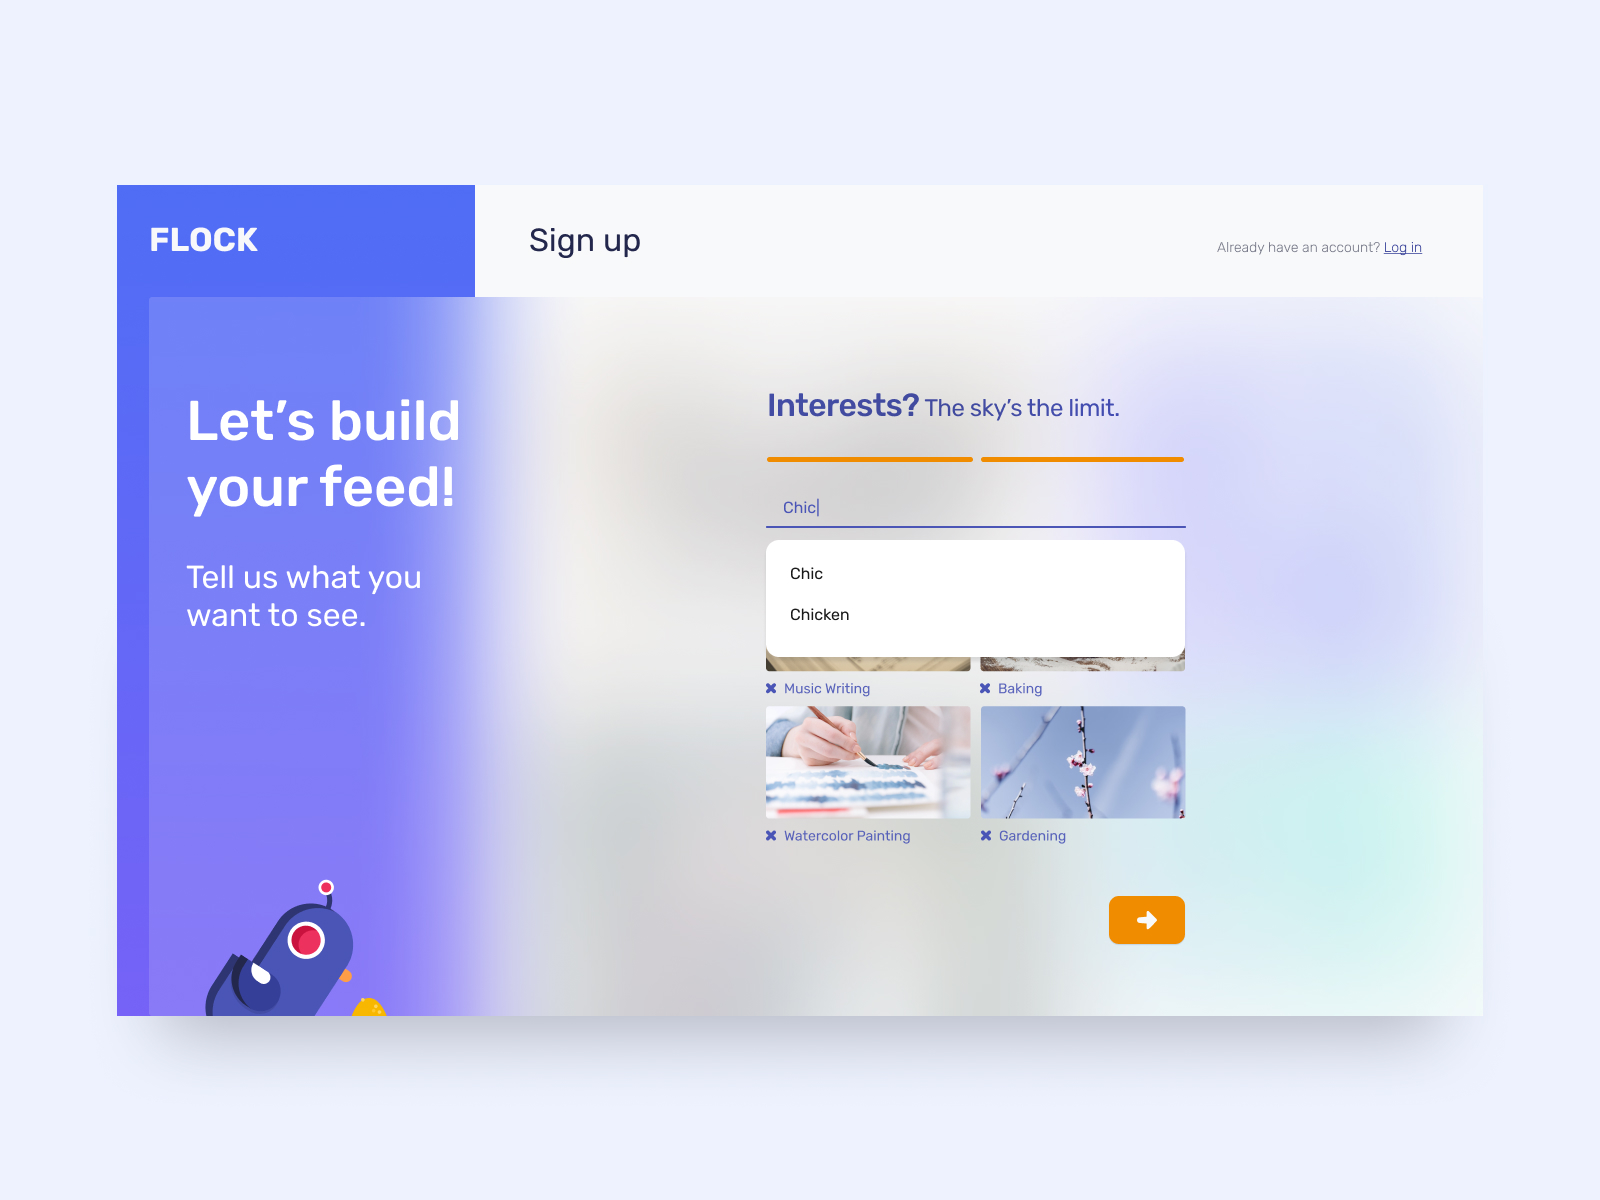 FLOCK
Sign up
Already have an account? Log in
Let’s build
your feed!
Tell us what you
want to see.
Interests? The sky’s the limit.
Chic
Chic
Chicken
Music Writing
Baking
Watercolor Painting
Gardening